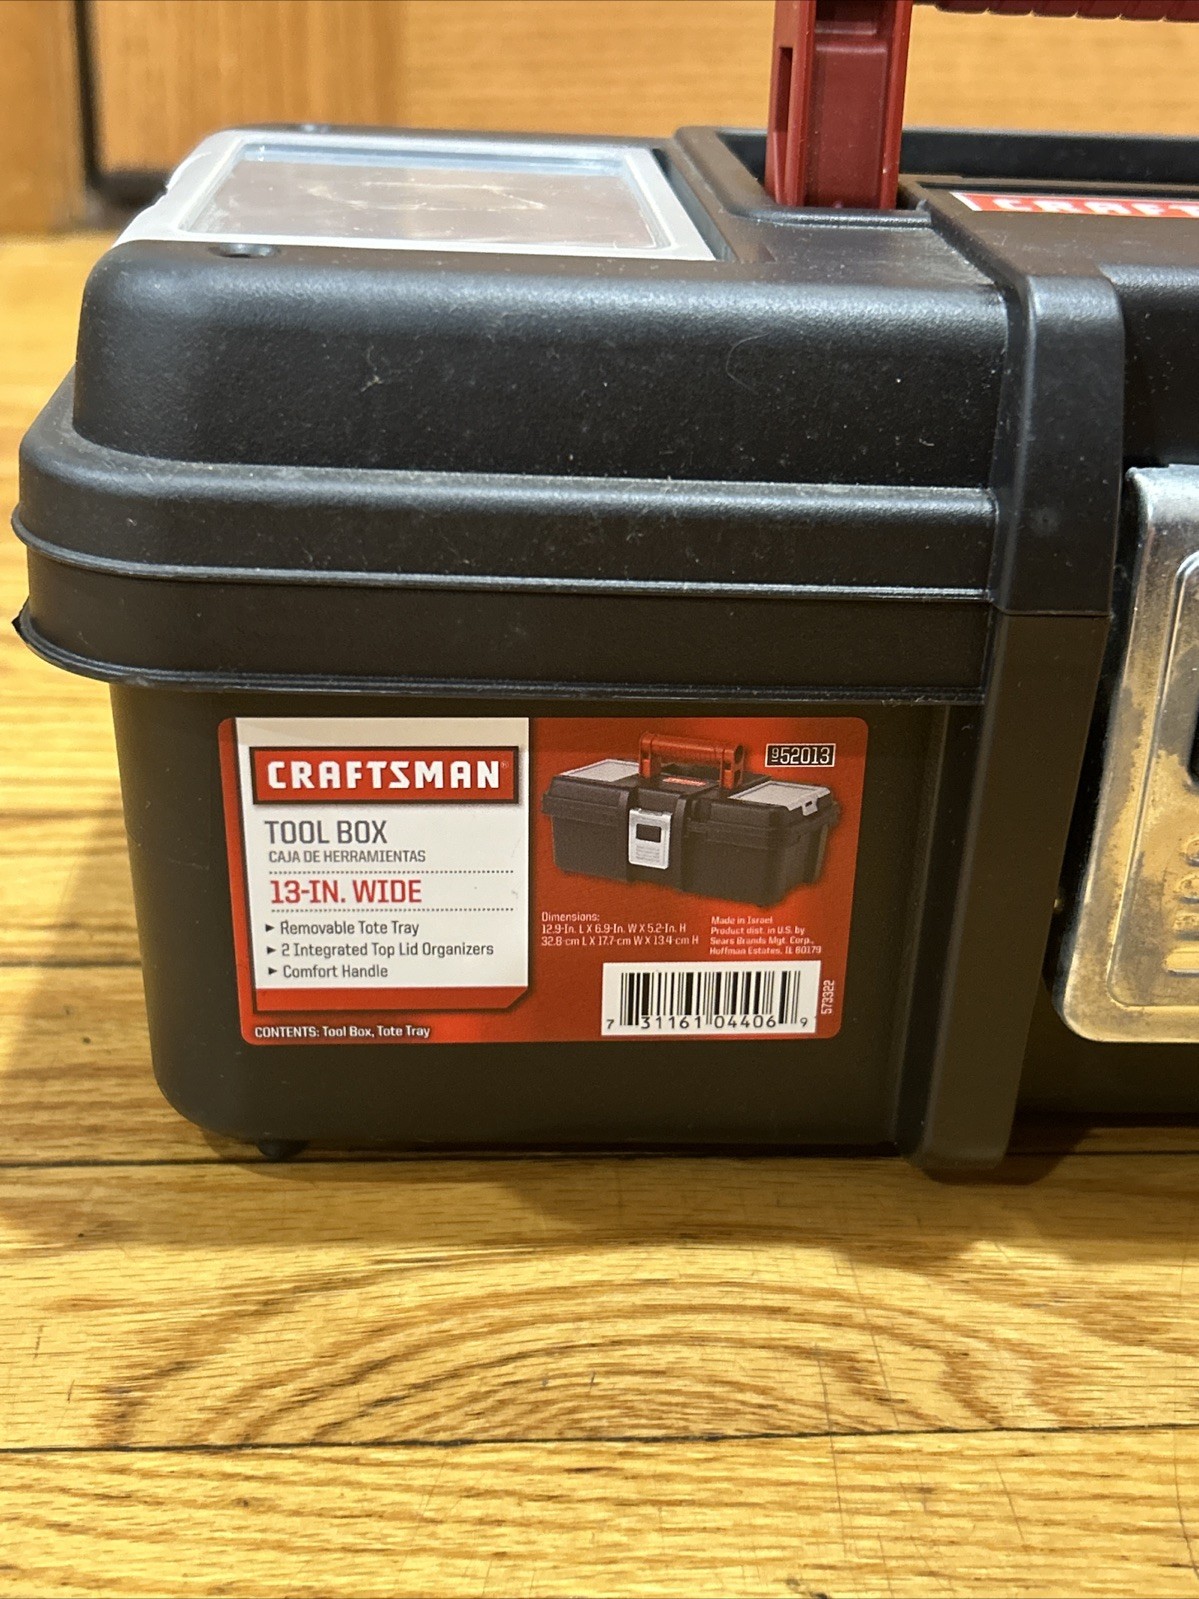 CRAFTSMAN
CRAFTSMAN®
TOOL BOX
CAJA DE HERRAMIENTAS
13-IN. WIDE
▸ Removable Tote Tray
▸ 2 Integrated Top Lid Organizers
▸ Comfort Handle
CONTENTS: Tool Box, Tote Tray
9 52013
Dimensions:
12.9-In. L X 6.9-In. W X 5.2-In. H
32.8-cm L X 17.7-cm W X 13.4-cm H
Made in Israel
Product dist. in U.S. by
Sears Brands Mgt. Corp.,
Hoffman Estates, IL 60179
7 31161 04406 9
573322